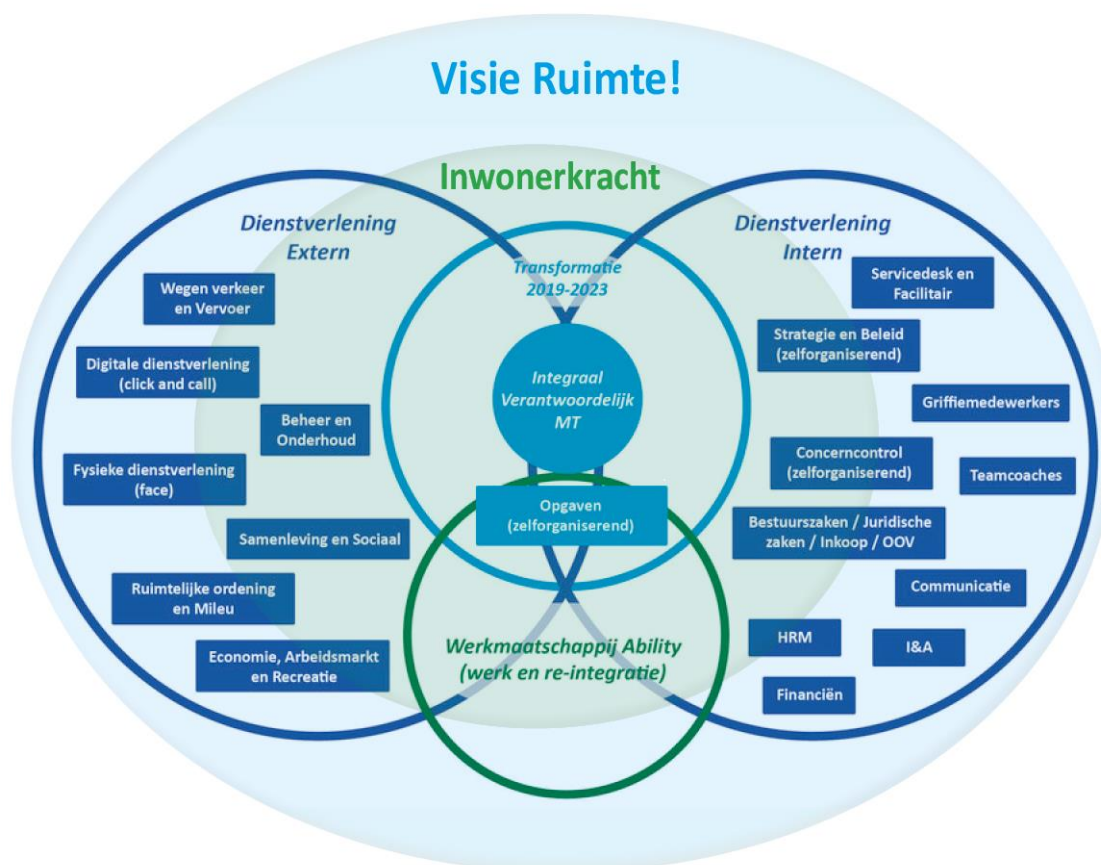 Visie Ruimte!
Inwonerkracht
Dienstverlening
Extern
Wegen verkeer
en Vervoer
Digitale dienstverlening
(click and call)
Beheer en
Onderhoud
Fysieke dienstverlening
(face)
Samenleving en Sociaal
Ruimtelijke ordening
en Mileu
Economie, Arbeidsmarkt
en Recreatie
Transformatie
2019-2023
Integraal
Verantwoordelijk
MT
Opgaven
(zelforganiserend)
Werkmaatschappij Ability
(werk en re-integratie)
Dienstverlening
Intern
Servicedesk en
Facilitair
Strategie en Beleid
(zelforganiserend)
Griffiemedewerkers
Concerncontrol
(zelforganiserend)
Teamcoaches
Bestuurszaken / Juridische
zaken / Inkoop / OOV
Communicatie
HRM
I&A
Financiën